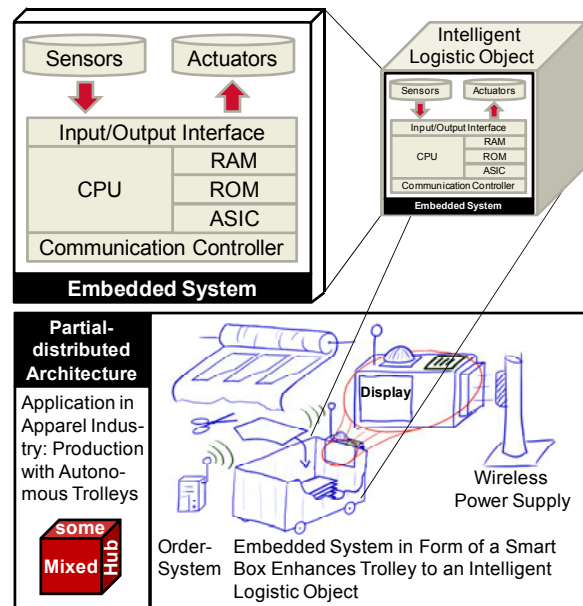 Sensors
Actuators
Input/Output Interface
CPU
RAM
ROM
ASIC
Communication Controller
Embedded System
Intelligent
Logistic Object
Sensors
Actuators
Input/Output Interface
CPU
RAM
ROM
ASIC
Communication Controller
Embedded System
Partial-
distributed
Architecture
Application in
Apparel Indus-
try: Production
with Autono-
mous Trolleys
some
Mixed
Hub
Display
Wireless
Power Supply
Order-
System
Embedded System in Form of a Smart
Box Enhances Trolley to an Intelligent
Logistic Object